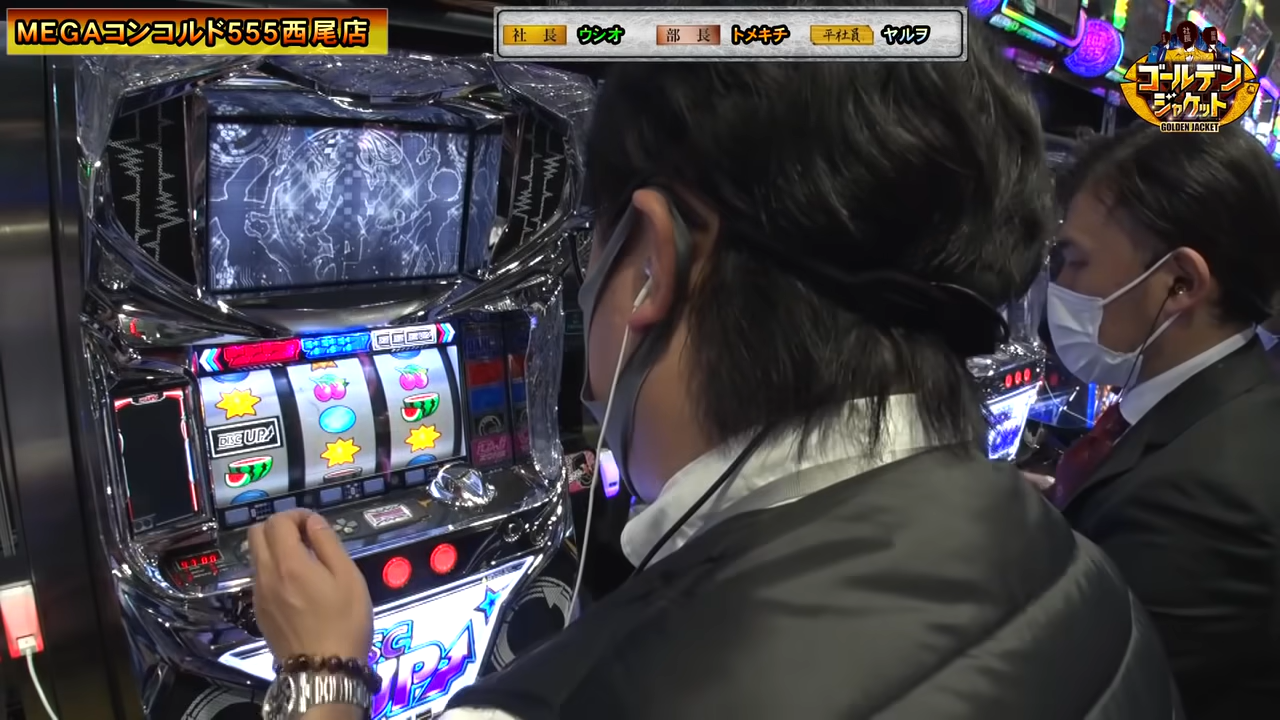 MEGAコンコルド555西尾店
社長 ウシオ 部長 トメキチ 平社員 ヤルヲ
ゴールデン
ジャケット
GOLDEN JACKET
DISC UP
DISC
UP